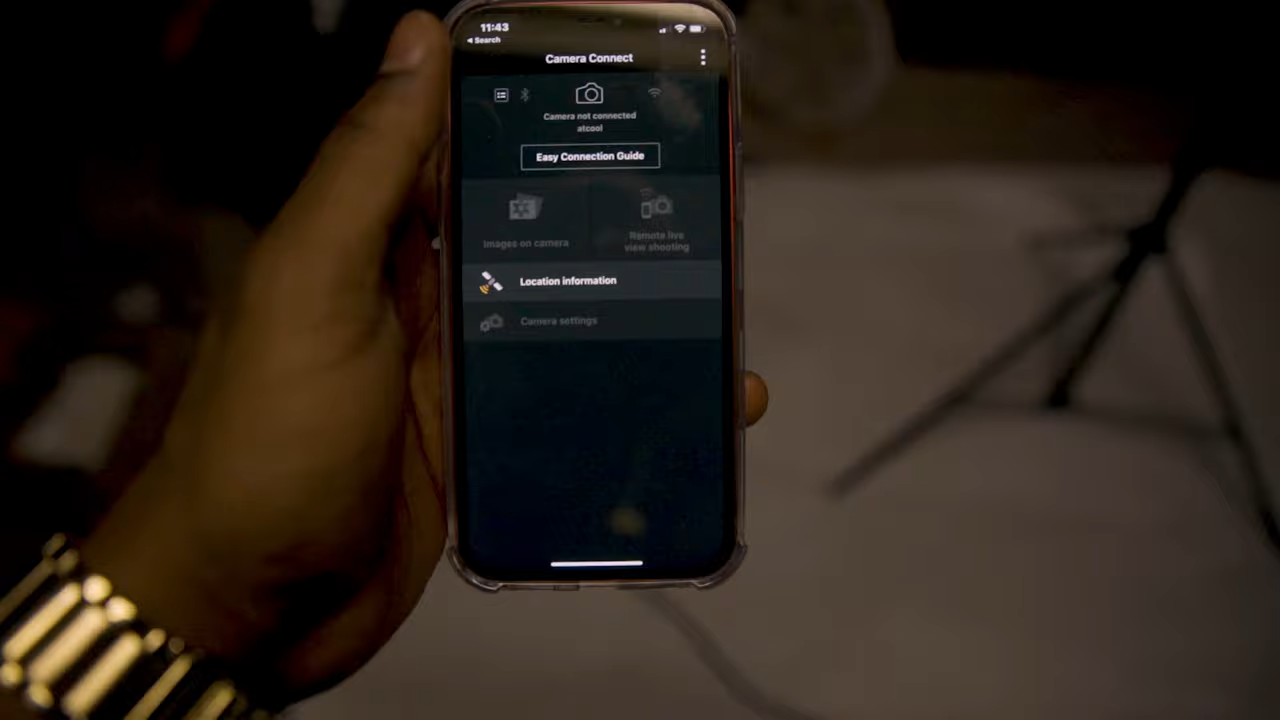 11:43
◀ Search
Camera Connect
Camera not connected
atcool
Easy Connection Guide
Images on camera
Remote live
view shooting
Location information
Camera settings